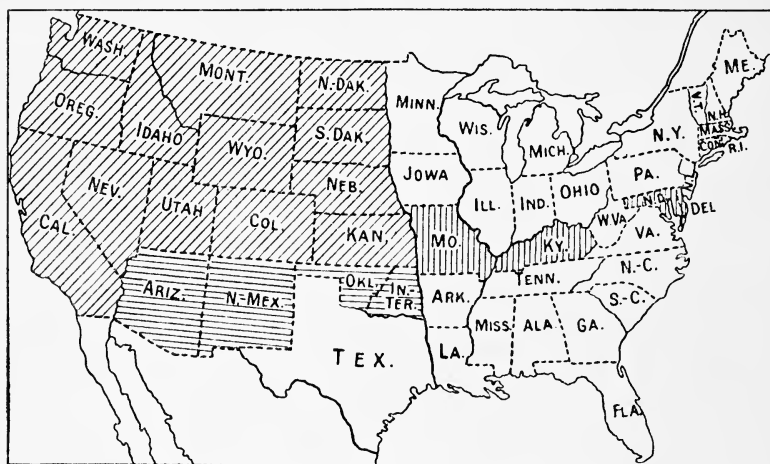 WASH.
MONT.
N.-DAK.
MINN.
ME.
OREG.
IDAHO
S.DAK.
WIS.
VT.
N.H.
WYO.
MICH.
N.Y.
MASS.
CON.
R.I.
NEV.
NEB.
IOWA
PA.
N.J.
CAL.
UTAH
COL.
ILL.
IND.
OHIO
KAN.
MO.
KY.
W.VA.
VA.
M.D.
DEL
ARIZ.
N.-MEX.
OKL.
IN.
TER.
ARK.
TENN.
N.-C.
S.-C.
TEX.
LA.
MISS.
ALA.
GA.
FLA.